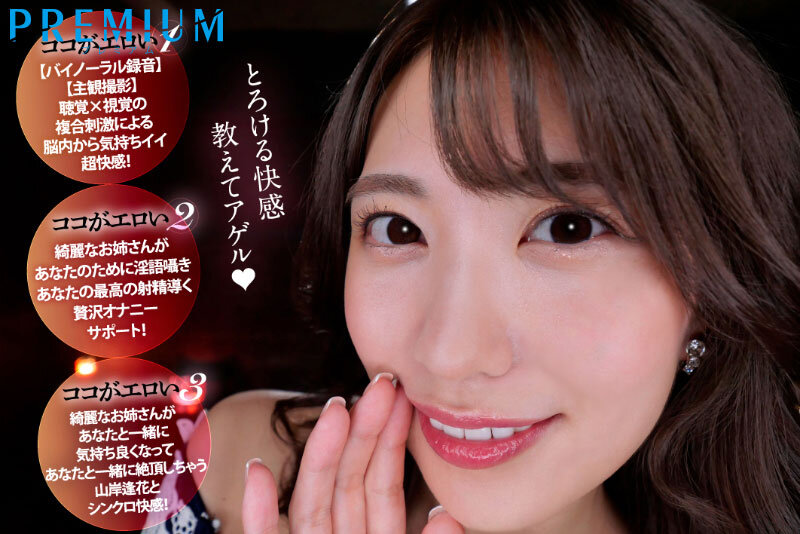 PREMIUM
ココがエロい1
【バイノーラル録音】
【主観撮影】
聴覚×視覚の
複合刺激による
脳内から気持ちイイ
超快感!
とろける快感
教えてアゲル♥
ココがエロい2
綺麗なお姉さんが
あなたのために淫語囁き
あなたの最高の射精導く
贅沢オナニー
サポート!
ココがエロい3
綺麗なお姉さんが
あなたと一緒に
気持ち良くなって
あなたと一緒に絶頂しちゃう
山岸逢花と
シンクロ快感!